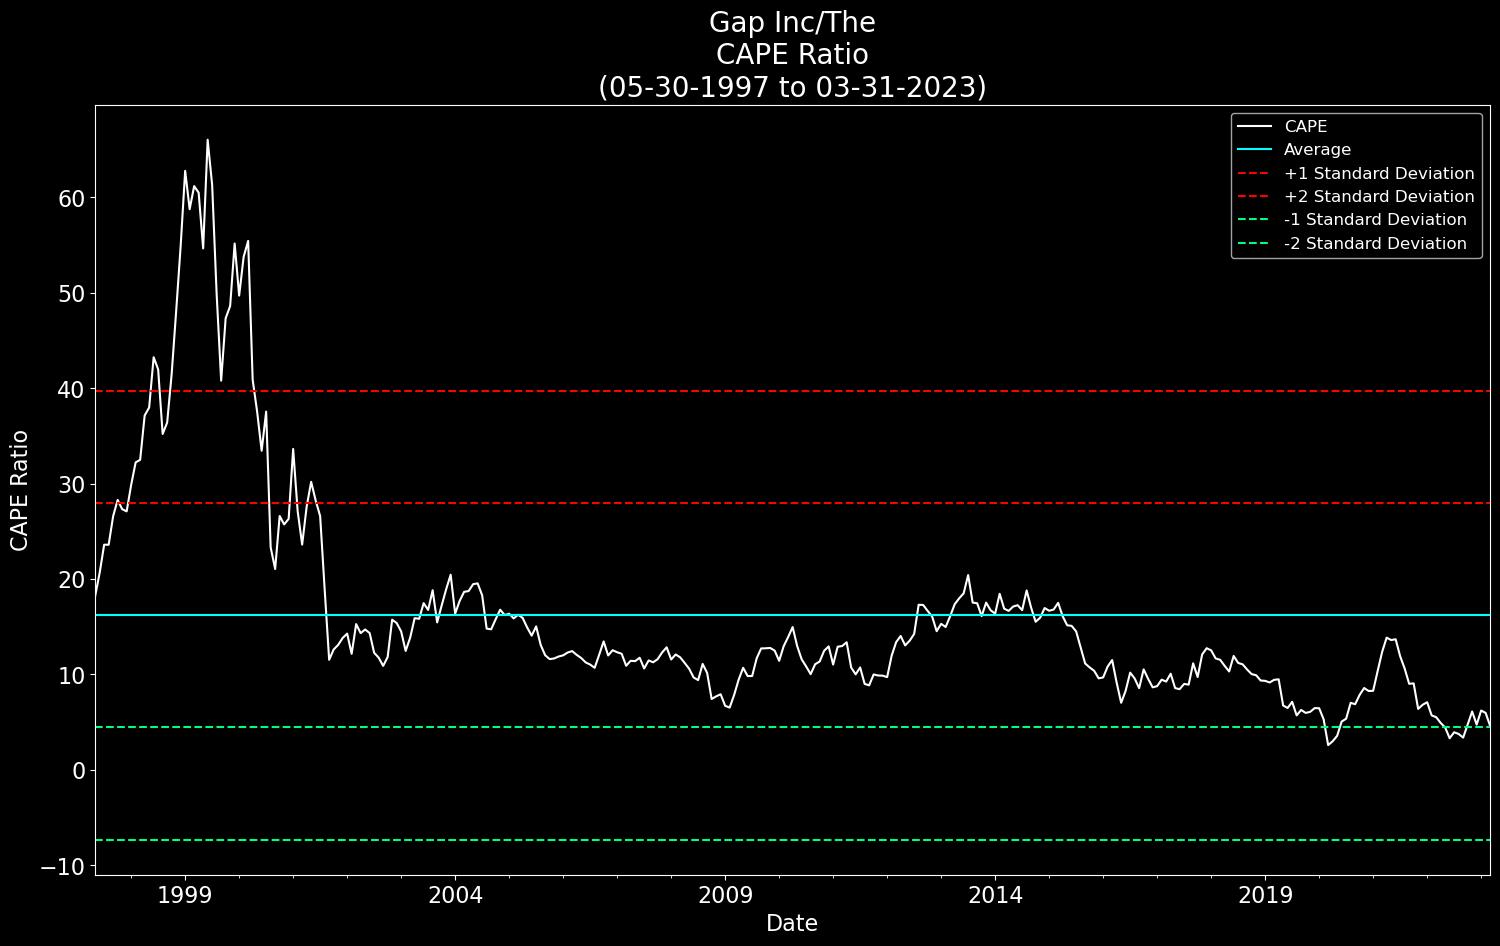 Gap Inc/The
CAPE Ratio
(05-30-1997 to 03-31-2023)
CAPE
Average
+1 Standard Deviation
+2 Standard Deviation
-1 Standard Deviation
-2 Standard Deviation
CAPE Ratio
60
50
40
30
20
10
0
−10
1999
2004
2009
2014
2019
Date